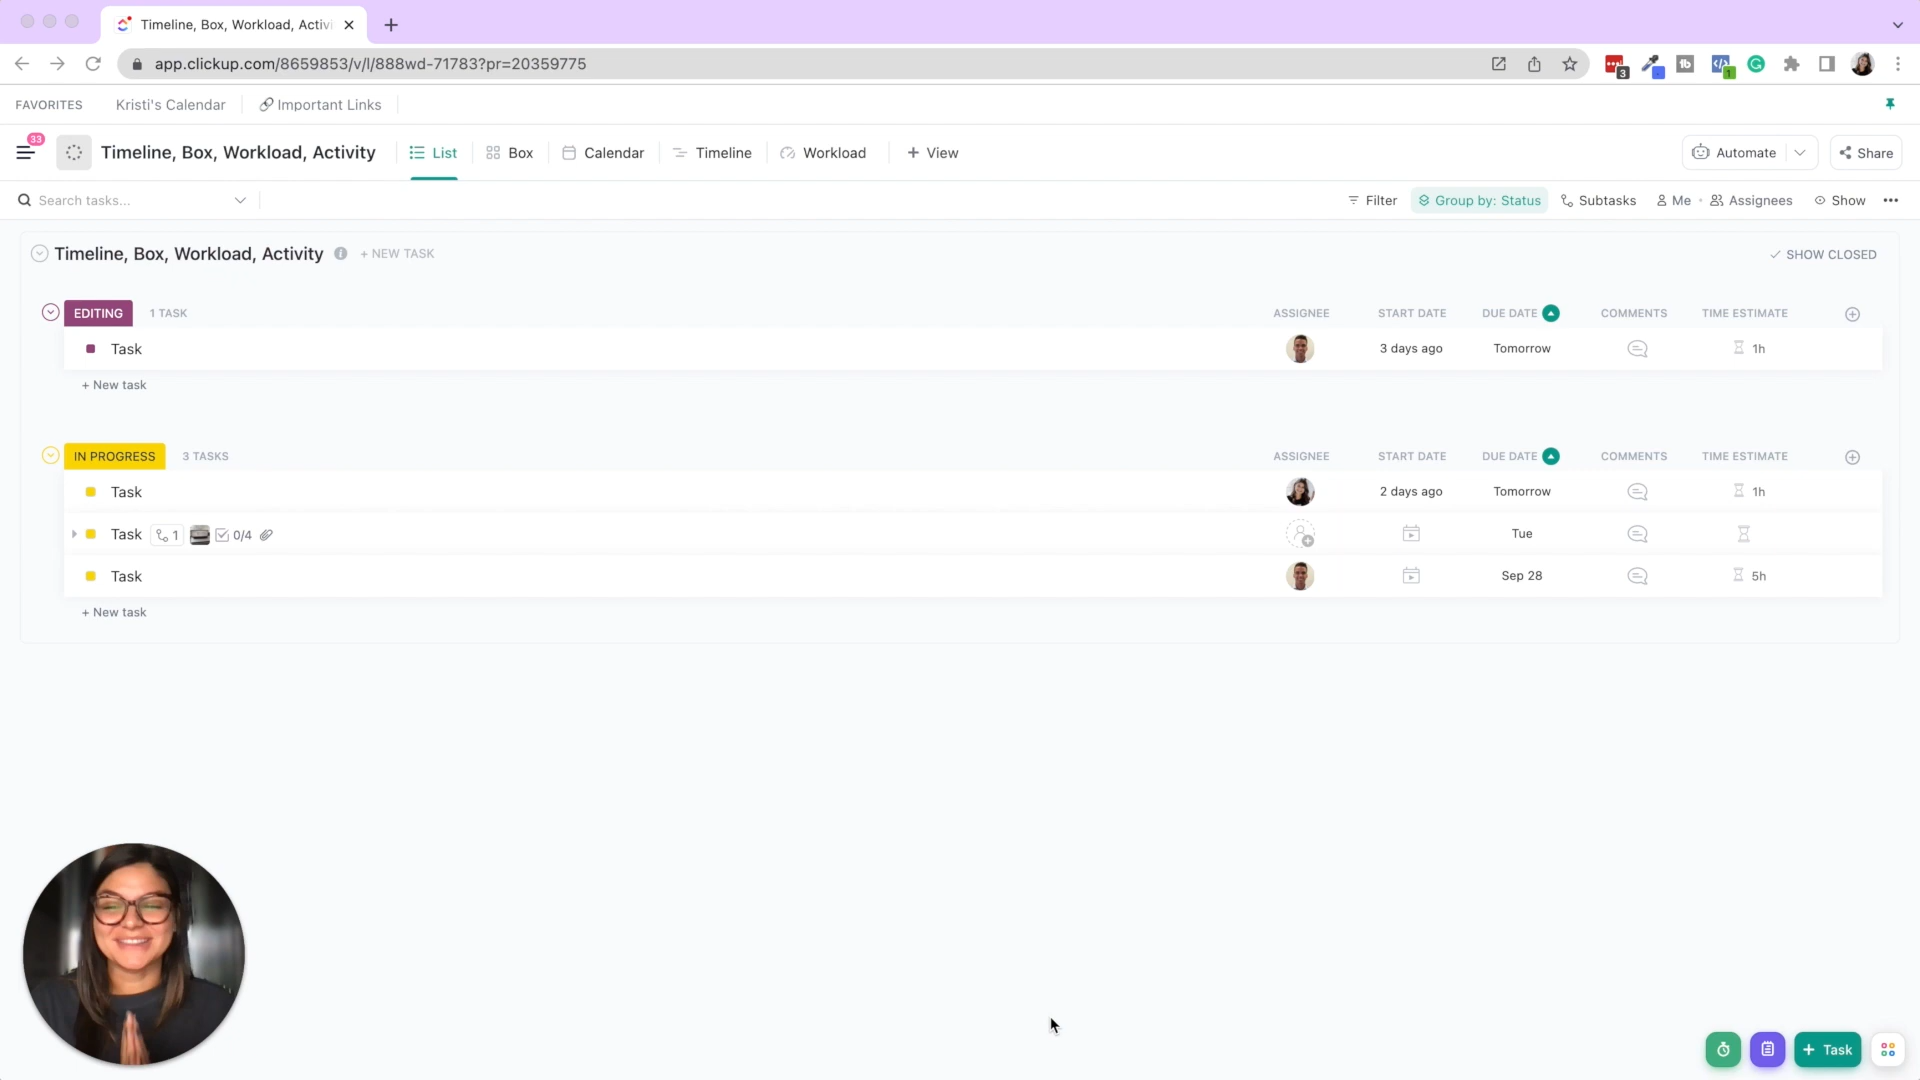 Timeline, Box, Workload, Activi
app.clickup.com/8659853/v/l/888wd-71783?pr=20359775
3
1
FAVORITES Kristi's Calendar Important Links
33
Timeline, Box, Workload, Activity List Box Calendar Timeline Workload + View Automate Share
Search tasks... Filter Group by: Status Subtasks Me Assignees Show
Timeline, Box, Workload, Activity + NEW TASK SHOW CLOSED
EDITING 1 TASK ASSIGNEE START DATE DUE DATE COMMENTS TIME ESTIMATE
Task 3 days ago Tomorrow 1h
+ New task
IN PROGRESS 3 TASKS ASSIGNEE START DATE DUE DATE COMMENTS TIME ESTIMATE
Task 2 days ago Tomorrow 1h
Task 1 0/4 Tue
Task Sep 28 5h
+ New task
+ Task